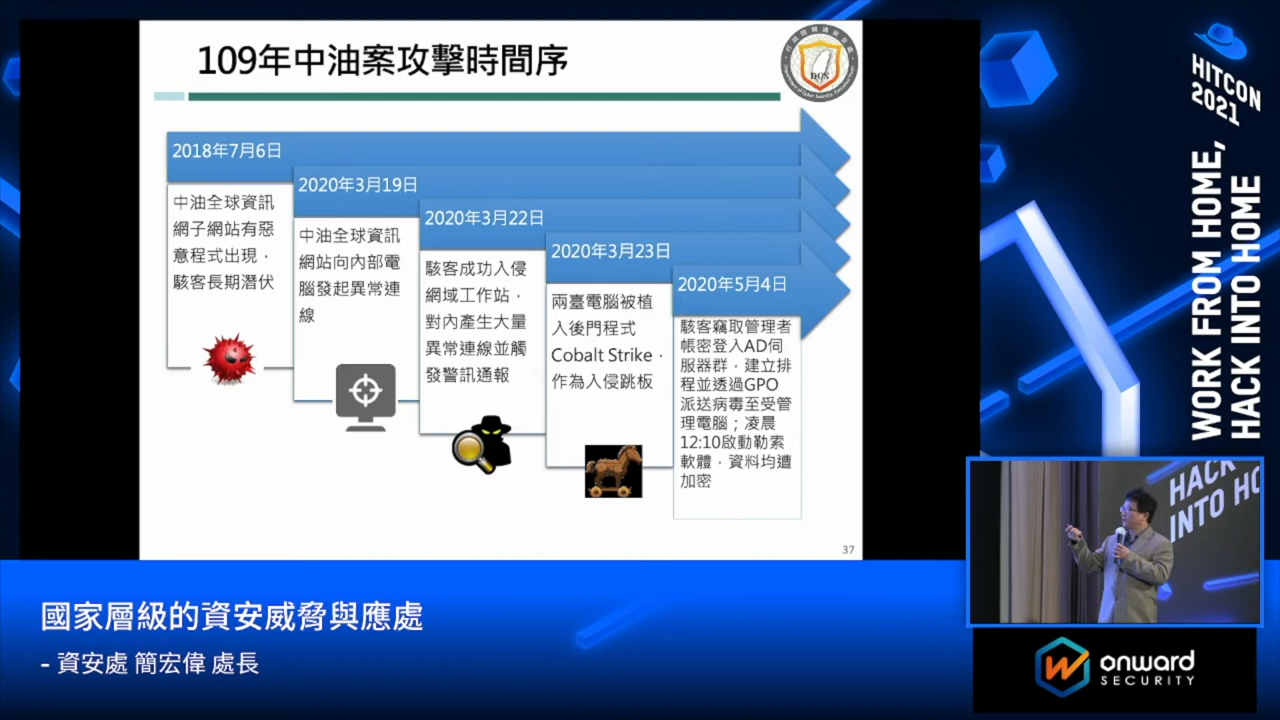 109年中油案攻擊時間序
DCS
2018年7月6日
中油全球資訊
網子網站有惡
意程式出現，
駭客長期潛伏
2020年3月19日
中油全球資訊
網站向內部電
腦發起異常連
線
2020年3月22日
駭客成功入侵
網域工作站，
對內產生大量
異常連線並觸
發警訊通報
2020年3月23日
兩臺電腦被植
入後門程式
Cobalt Strike，
作為入侵跳板
2020年5月4日
駭客竊取管理者
帳密登入AD伺
服器群，建立排
程並透過GPO
派送病毒至受管
理電腦；凌晨
12:10啟動勒索
軟體，資料均遭
加密
37
HITCON
2021
WORK FROM HOME,
HACK INTO HOME
HACK
INTO HO
國家層級的資安威脅與應處
- 資安處 簡宏偉 處長
onward
SECURITY